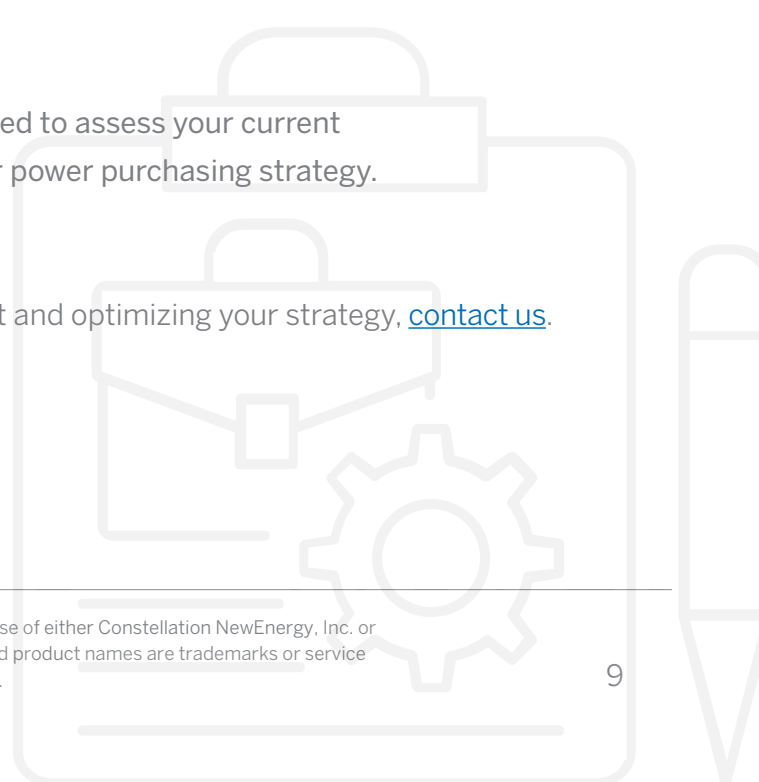 ed to assess your current
r power purchasing strategy.
t and optimizing your strategy, contact us.
se of either Constellation NewEnergy, Inc. or
d product names are trademarks or service
.
9